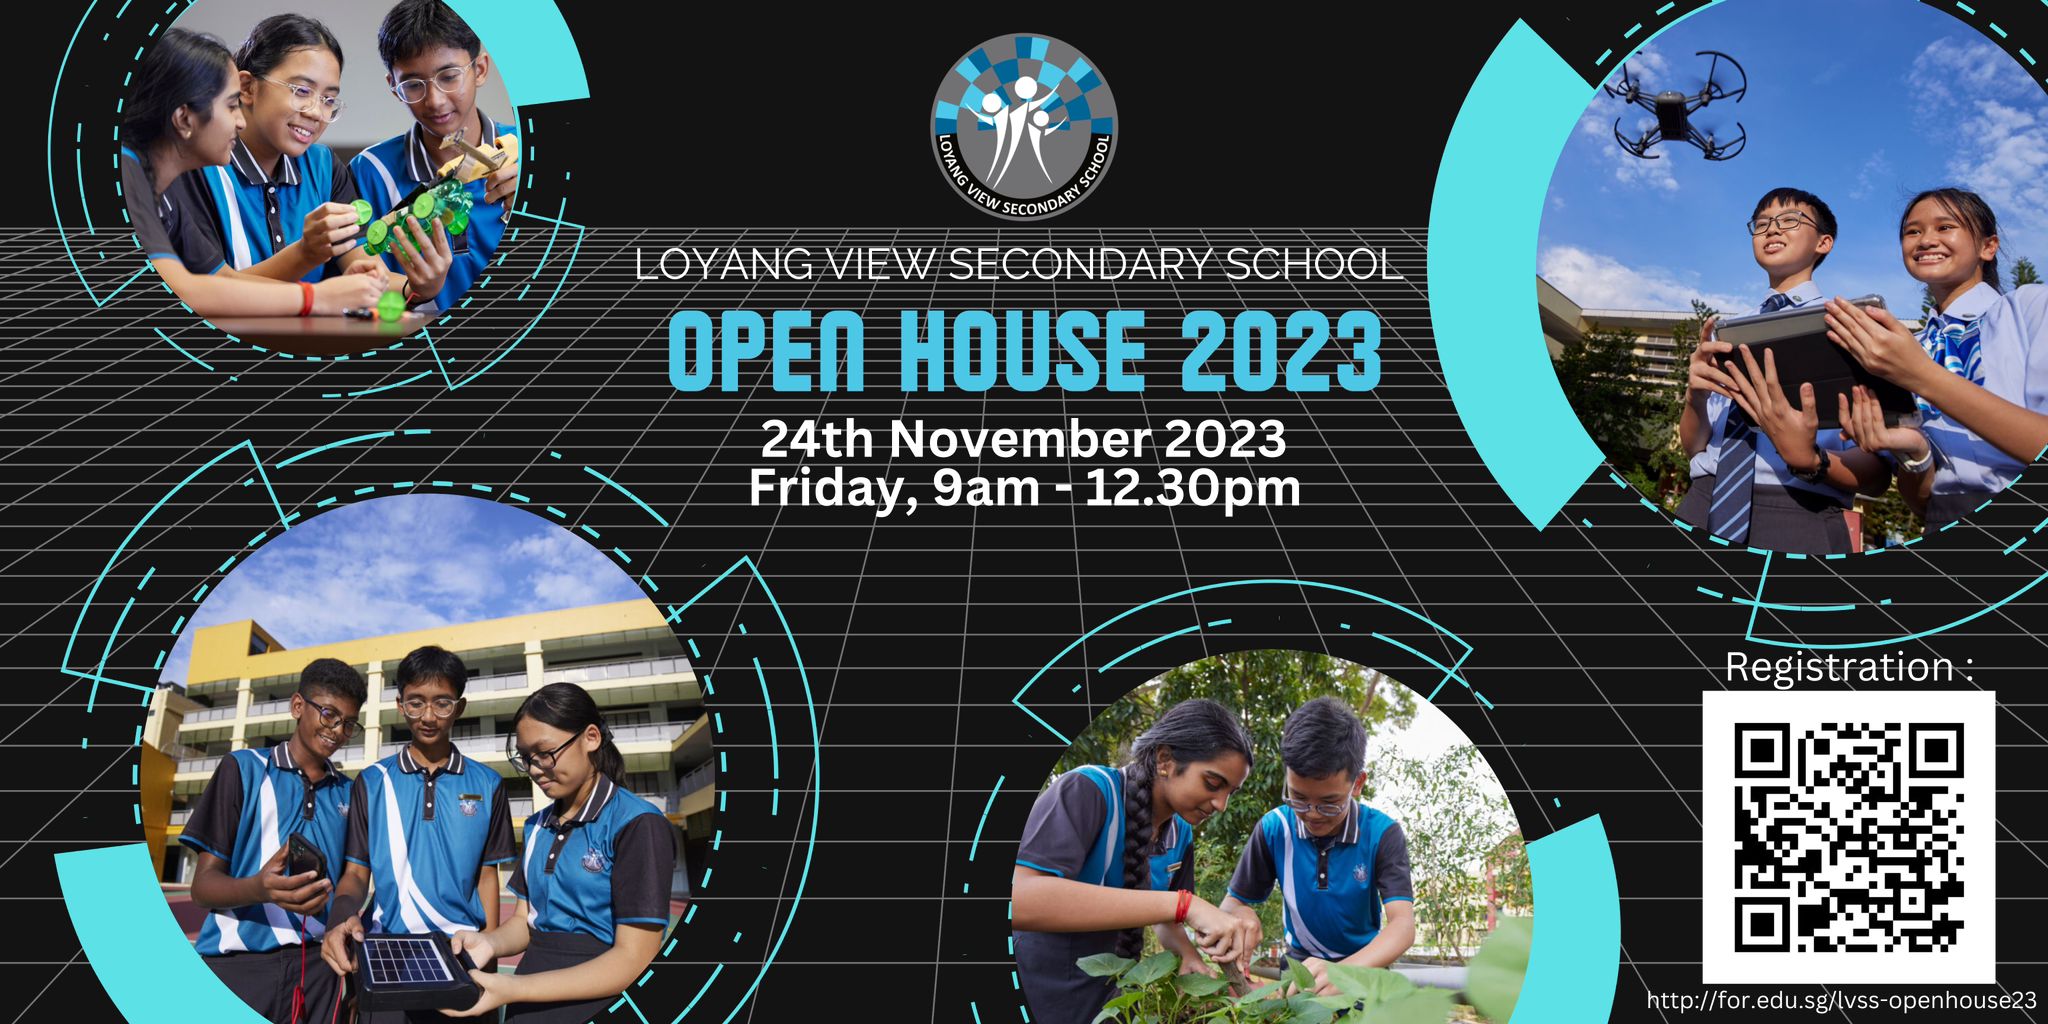 LOYANG VIEW SECONDARY SCHOOL
LOYANG VIEW SECONDARY SCHOOL
OPEN HOUSE 2023
24th November 2023
Friday, 9am - 12.30pm
Registration :
http://for.edu.sg/lvss-openhouse23